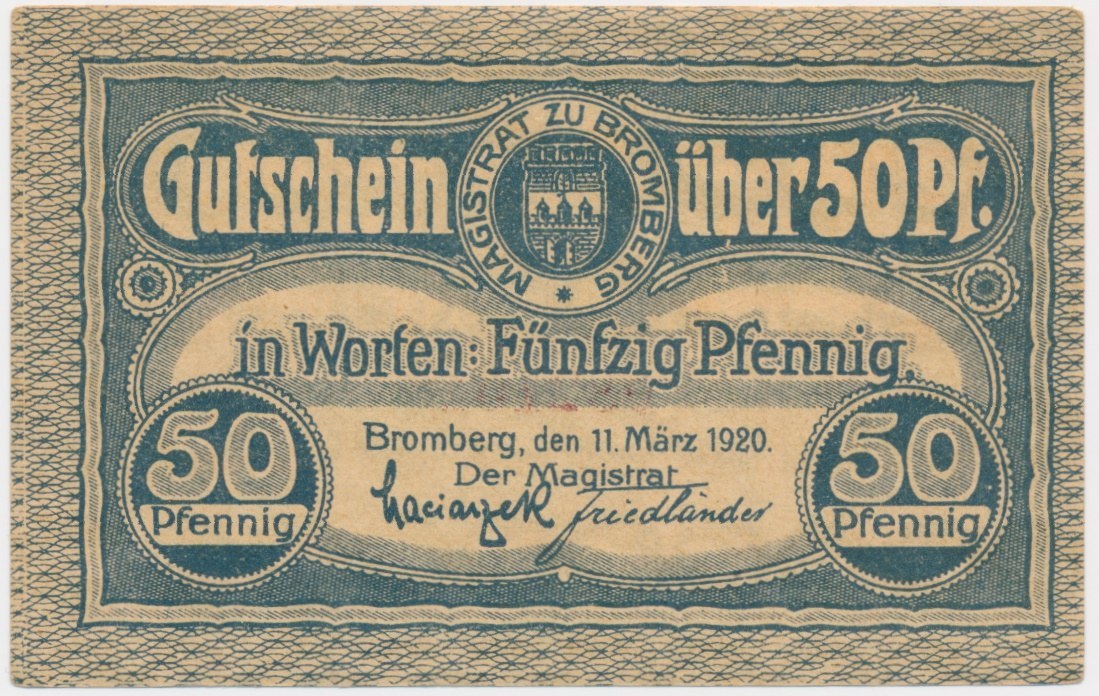 MAGISTRAT ZU BROMBERG *
Gutschein über 50 Pf.
in Worten: Fünfzig Pfennig.
Bromberg, den 11. März 1920.
Der Magistrat
50 Pfennig
Maciaszek Friedländer
50 Pfennig